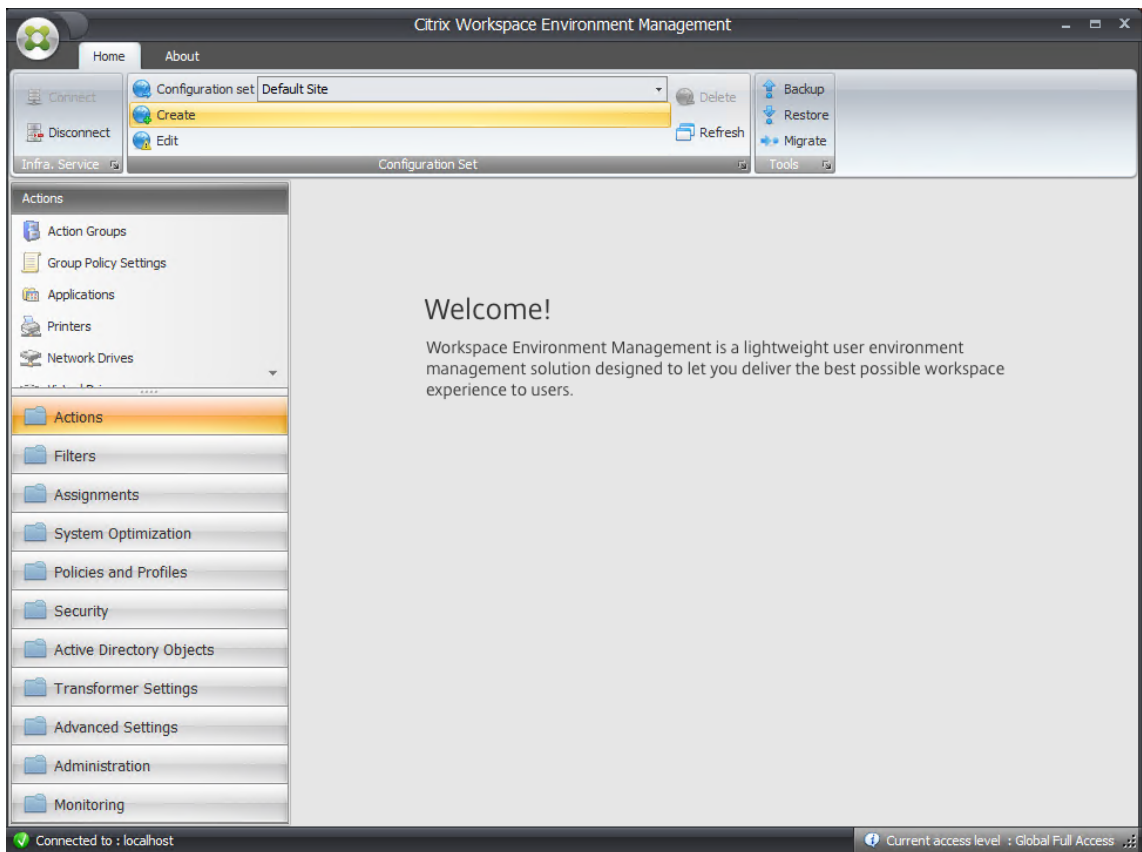 Citrix Workspace Environment Management
Home About
Connect
Disconnect
Infra. Service
Configuration set Default Site
Create
Edit
Delete
Refresh
Configuration Set
Backup
Restore
Migrate
Tools
Actions
Action Groups
Group Policy Settings
Applications
Printers
Network Drives
Actions
Filters
Assignments
System Optimization
Policies and Profiles
Security
Active Directory Objects
Transformer Settings
Advanced Settings
Administration
Monitoring
Welcome!
Workspace Environment Management is a lightweight user environment
management solution designed to let you deliver the best possible workspace
experience to users.
Connected to : localhost
Current access level : Global Full Access